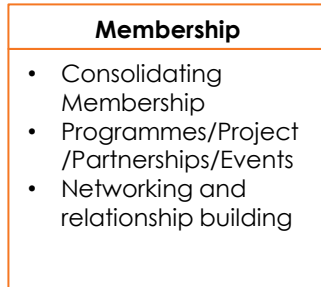 Membership
• Consolidating
Membership
• Programmes/Project
/Partnerships/Events
• Networking and
relationship building